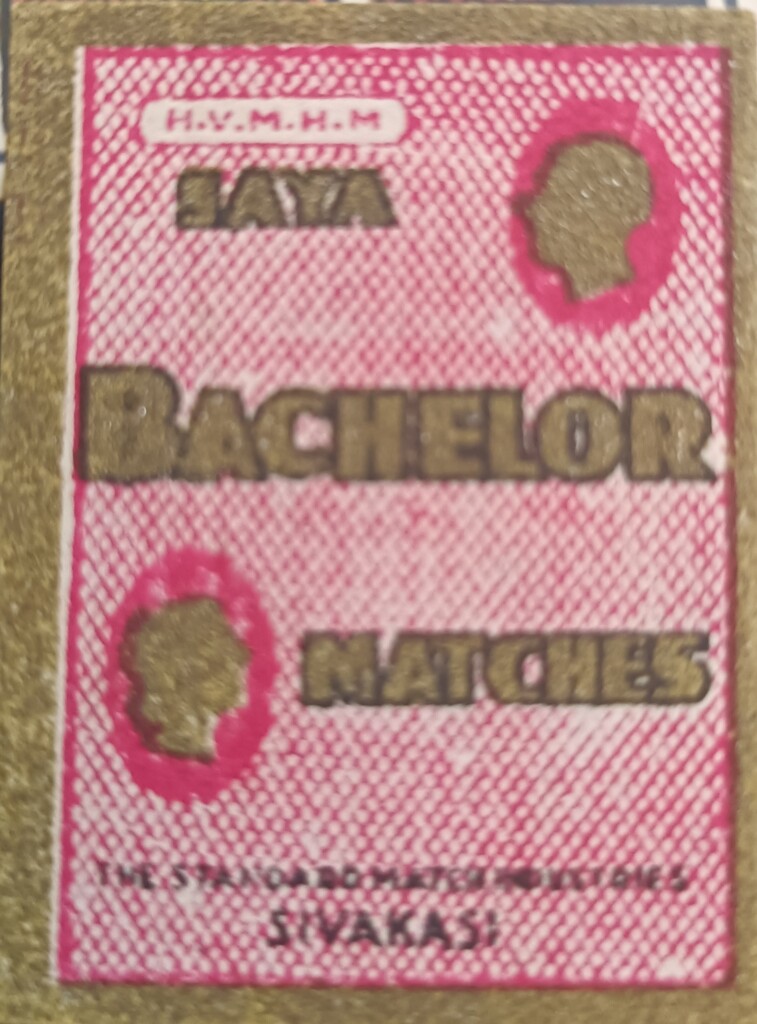 H.V.M.H.M
JAYA
BACHELOR
MATCHES
THE STANDARD MATCH INDUSTRIES
SIVAKASI